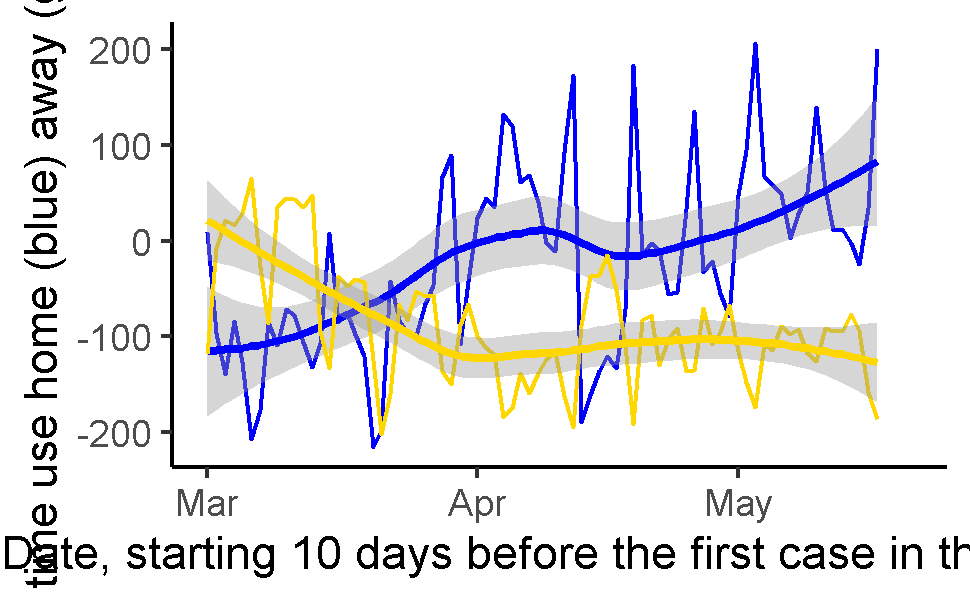 time use home (blue) away (
200
100
0
-100
-200
Mar Apr May
Date, starting 10 days before the first case in th